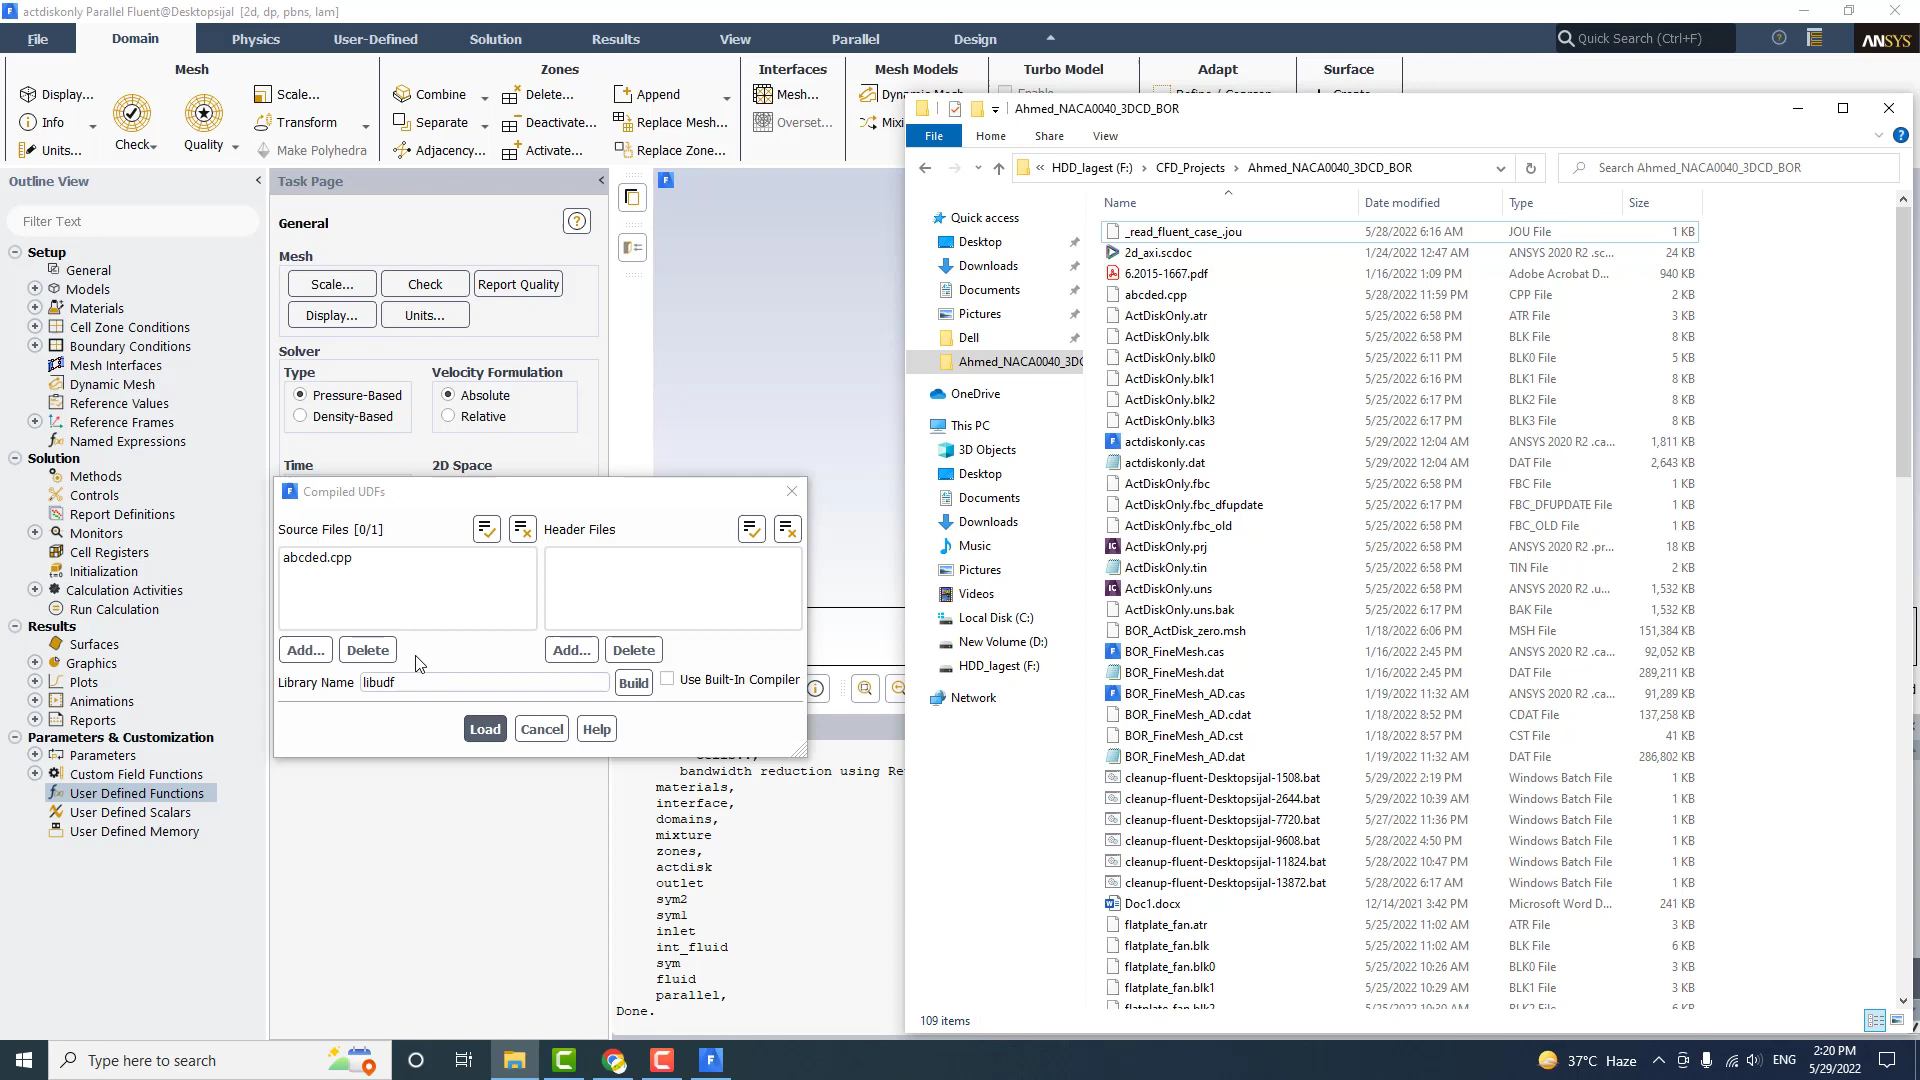 actdiskonly Parallel Fluent@Desktopsijal [2d, dp, pbns, lam]
File Domain Physics User-Defined Solution Results View Parallel Design
Quick Search (Ctrl+F)
ANSYS
Mesh Zones Interfaces Mesh Models Turbo Model Adapt Surface
Display... Scale... Combine Delete... Append Mesh...
Info Transform Separate Deactivate... Replace Mesh... Overset...
Units... Check Quality Make Polyhedra Adjacency... Activate... Replace Zone...
Outline View
Filter Text
Setup
General
Models
Materials
Cell Zone Conditions
Boundary Conditions
Mesh Interfaces
Dynamic Mesh
Reference Values
Reference Frames
Named Expressions
Solution
Methods
Controls
Report Definitions
Monitors
Cell Registers
Initialization
Calculation Activities
Run Calculation
Results
Surfaces
Graphics
Plots
Animations
Reports
Parameters & Customization
Parameters
Custom Field Functions
User Defined Functions
User Defined Scalars
User Defined Memory
Task Page
General
Mesh
Scale... Check Report Quality
Display... Units...
Solver
Type Velocity Formulation
Pressure-Based Absolute
Density-Based Relative
Time 2D Space
Compiled UDFs
Source Files [0/1] Header Files
abcded.cpp
Add... Delete Add... Delete
Library Name libudf Build Use Built-In Compiler
Load Cancel Help
bandwidth reduction using
materials,
interface,
domains,
mixture
zones,
actdisk
outlet
sym2
sym1
inlet
int_fluid
sym
fluid
parallel,
Done.
Ahmed_NACA0040_3DCD_BOR
File Home Share View
« HDD_lagest (F:) › CFD_Projects › Ahmed_NACA0040_3DCD_BOR
Search Ahmed_NACA0040_3DCD_BOR
Quick access
Desktop
Downloads
Documents
Pictures
Dell
Ahmed_NACA0040_3DC
OneDrive
This PC
3D Objects
Desktop
Documents
Downloads
Music
Pictures
Videos
Local Disk (C:)
New Volume (D:)
HDD_lagest (F:)
Network
Name Date modified Type Size
_read_fluent_case_.jou 5/28/2022 6:16 AM JOU File 1 KB
2d_axi.scdoc 1/24/2022 12:47 AM ANSYS 2020 R2 .sc... 24 KB
6.2015-1667.pdf 1/16/2022 1:09 PM Adobe Acrobat D... 940 KB
abcded.cpp 5/28/2022 11:59 PM CPP File 2 KB
ActDiskOnly.atr 5/25/2022 6:58 PM ATR File 3 KB
ActDiskOnly.blk 5/25/2022 6:58 PM BLK File 8 KB
ActDiskOnly.blk0 5/25/2022 6:11 PM BLK0 File 5 KB
ActDiskOnly.blk1 5/25/2022 6:16 PM BLK1 File 8 KB
ActDiskOnly.blk2 5/25/2022 6:17 PM BLK2 File 8 KB
ActDiskOnly.blk3 5/25/2022 6:17 PM BLK3 File 8 KB
actdiskonly.cas 5/29/2022 12:04 AM ANSYS 2020 R2 .ca... 1,811 KB
actdiskonly.dat 5/29/2022 12:04 AM DAT File 2,643 KB
ActDiskOnly.fbc 5/25/2022 6:58 PM FBC File 1 KB
ActDiskOnly.fbc_dfupdate 5/25/2022 6:17 PM FBC_DFUPDATE File 1 KB
ActDiskOnly.fbc_old 5/25/2022 6:58 PM FBC_OLD File 1 KB
ActDiskOnly.prj 5/25/2022 6:58 PM ANSYS 2020 R2 .pr... 18 KB
ActDiskOnly.tin 5/25/2022 6:58 PM TIN File 2 KB
ActDiskOnly.uns 5/25/2022 6:58 PM ANSYS 2020 R2 .u... 1,532 KB
ActDiskOnly.uns.bak 5/25/2022 6:17 PM BAK File 1,532 KB
BOR_ActDisk_zero.msh 1/18/2022 6:06 PM MSH File 151,384 KB
BOR_FineMesh.cas 1/16/2022 2:45 PM ANSYS 2020 R2 .ca... 92,052 KB
BOR_FineMesh.dat 1/16/2022 2:45 PM DAT File 289,211 KB
BOR_FineMesh_AD.cas 1/19/2022 11:32 AM ANSYS 2020 R2 .ca... 91,289 KB
BOR_FineMesh_AD.cdat 1/18/2022 8:52 PM CDAT File 137,258 KB
BOR_FineMesh_AD.cst 1/18/2022 8:57 PM CST File 41 KB
BOR_FineMesh_AD.dat 1/19/2022 11:32 AM DAT File 286,802 KB
cleanup-fluent-Desktopsijal-1508.bat 5/29/2022 2:19 PM Windows Batch File 1 KB
cleanup-fluent-Desktopsijal-2644.bat 5/29/2022 10:39 AM Windows Batch File 1 KB
cleanup-fluent-Desktopsijal-7720.bat 5/27/2022 11:36 PM Windows Batch File 1 KB
cleanup-fluent-Desktopsijal-9608.bat 5/28/2022 4:50 PM Windows Batch File 1 KB
cleanup-fluent-Desktopsijal-11824.bat 5/28/2022 10:47 PM Windows Batch File 1 KB
cleanup-fluent-Desktopsijal-13872.bat 5/28/2022 6:17 AM Windows Batch File 1 KB
Doc1.docx 12/14/2021 3:42 PM Microsoft Word D... 241 KB
flatplate_fan.atr 5/25/2022 11:02 AM ATR File 3 KB
flatplate_fan.blk 5/25/2022 11:02 AM BLK File 6 KB
flatplate_fan.blk0 5/25/2022 10:26 AM BLK0 File 3 KB
flatplate_fan.blk1 5/25/2022 10:29 AM BLK1 File 3 KB
109 items
Type here to search
37°C Haze ENG 2:20 PM
5/29/2022